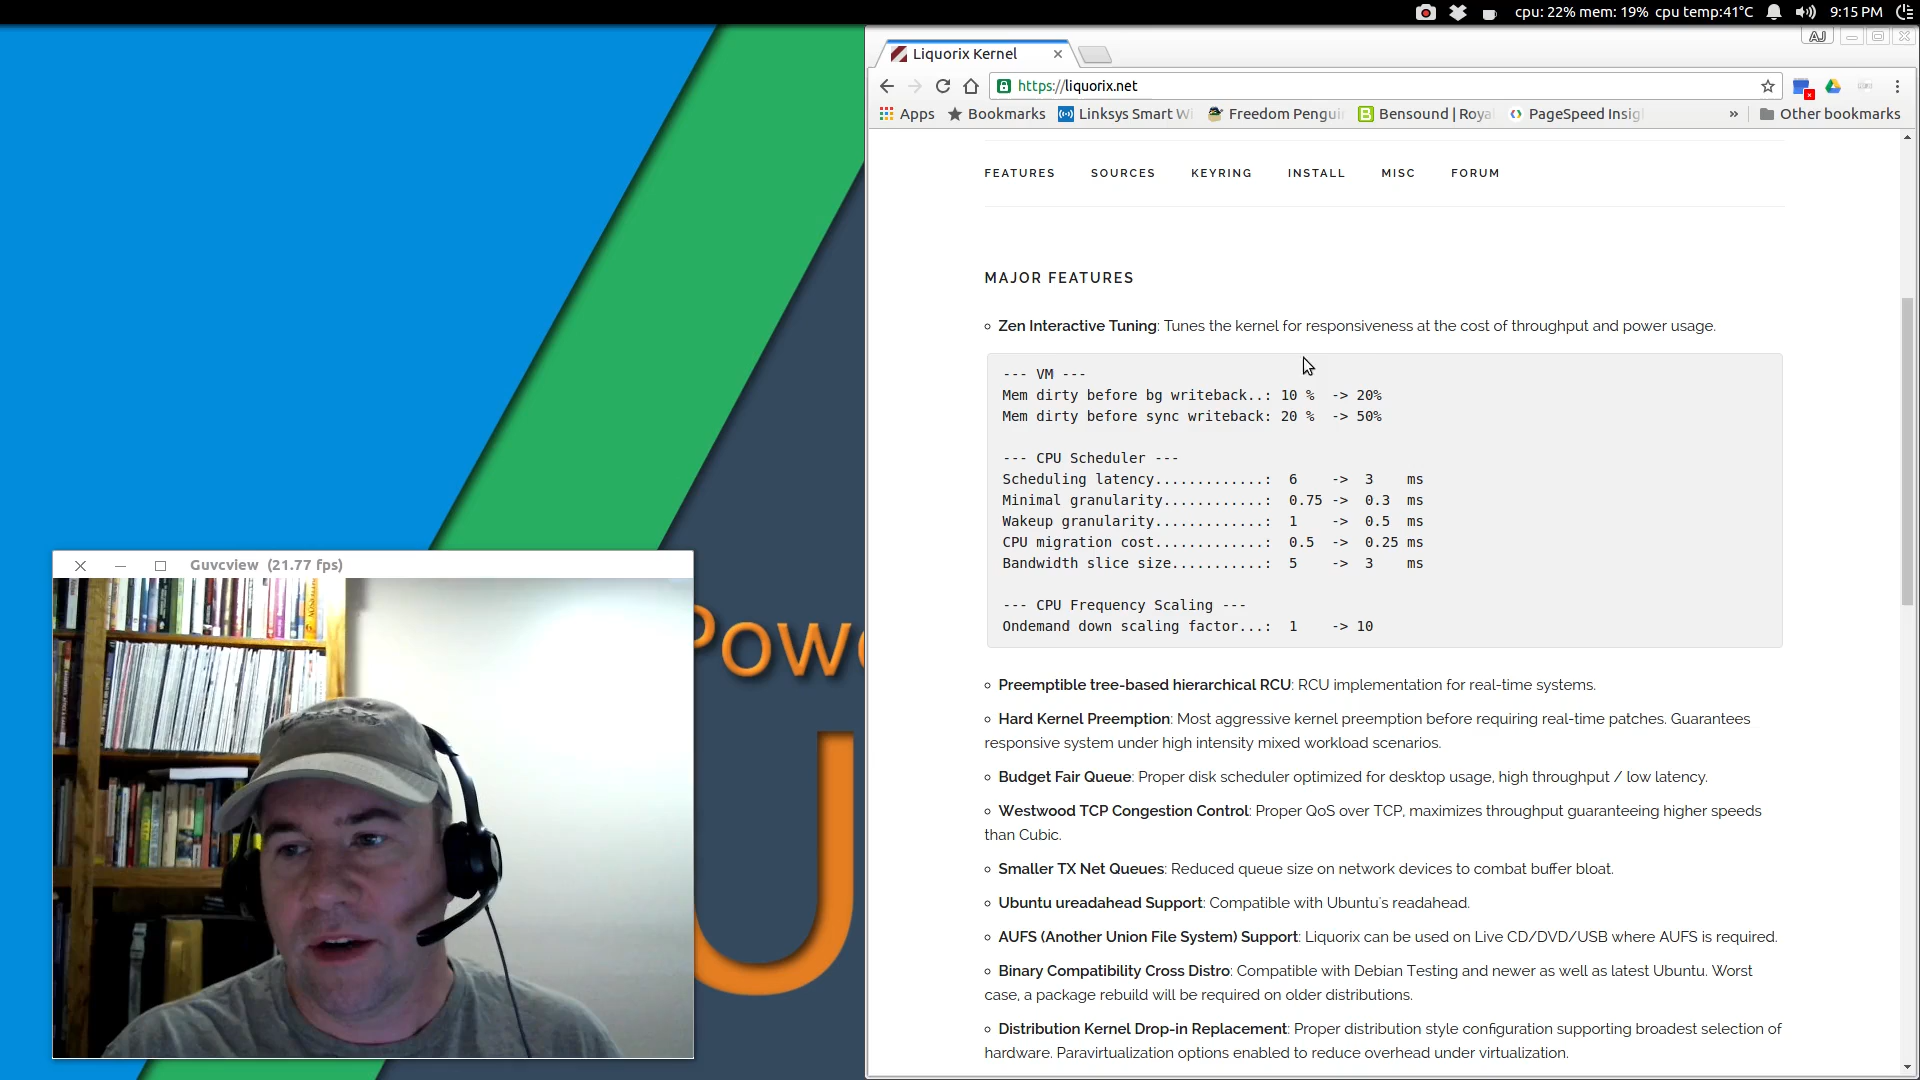 cpu: 22% mem: 19% cpu temp:41°C 9:15 PM
Liquorix Kernel
AJ
https://liquorix.net
Apps Bookmarks Linksys Smart Wi Freedom Pengui Bensound | Roya PageSpeed Insig » Other bookmarks
FEATURES SOURCES KEYRING INSTALL MISC FORUM
MAJOR FEATURES
Zen Interactive Tuning: Tunes the kernel for responsiveness at the cost of throughput and power usage.
--- VM ---
Mem dirty before bg writeback..: 10 % -> 20%
Mem dirty before sync writeback: 20 % -> 50%
--- CPU Scheduler ---
Scheduling latency.............: 6 -> 3 ms
Minimal granularity............: 0.75 -> 0.3 ms
Wakeup granularity.............: 1 -> 0.5 ms
CPU migration cost.............: 0.5 -> 0.25 ms
Bandwidth slice size...........: 5 -> 3 ms
--- CPU Frequency Scaling ---
Ondemand down scaling factor...: 1 -> 10
Preemptible tree-based hierarchical RCU: RCU implementation for real-time systems.
Hard Kernel Preemption: Most aggressive kernel preemption before requiring real-time patches. Guarantees
responsive system under high intensity mixed workload scenarios.
Budget Fair Queue: Proper disk scheduler optimized for desktop usage, high throughput / low latency.
Westwood TCP Congestion Control: Proper QoS over TCP, maximizes throughput guaranteeing higher speeds
than Cubic.
Smaller TX Net Queues: Reduced queue size on network devices to combat buffer bloat.
Ubuntu ureadahead Support: Compatible with Ubuntu's readahead.
AUFS (Another Union File System) Support: Liquorix can be used on Live CD/DVD/USB where AUFS is required.
Binary Compatibility Cross Distro: Compatible with Debian Testing and newer as well as latest Ubuntu. Worst
case, a package rebuild will be required on older distributions.
Distribution Kernel Drop-in Replacement: Proper distribution style configuration supporting broadest selection of
hardware. Paravirtualization options enabled to reduce overhead under virtualization.
Guvcview (21.77 fps)
Powe
U